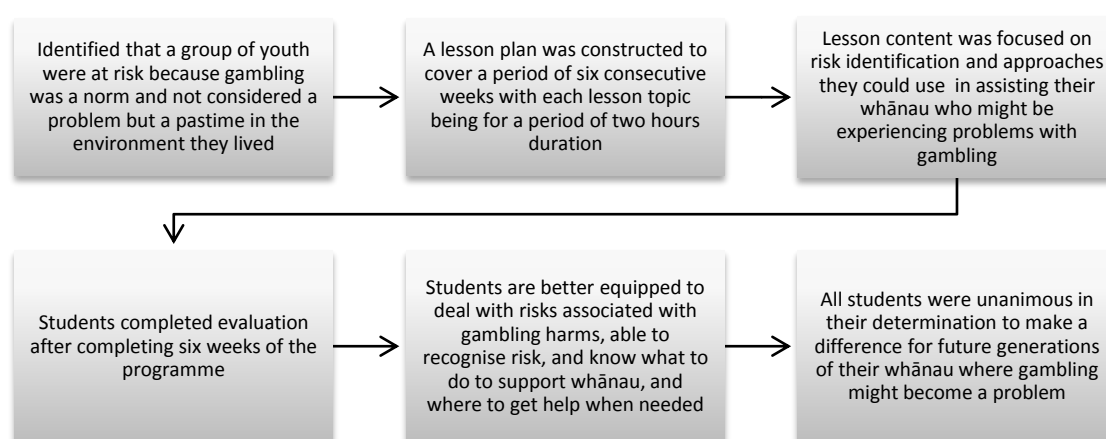 Identified that a group of youth
were at risk because gambling
was a norm and not considered a
problem but a pastime in the
environment they lived
A lesson plan was constructed to
cover a period of six consecutive
weeks with each lesson topic
being for a period of two hours
duration
Lesson content was focused on
risk identification and approaches
they could use in assisting their
whānau who might be
experiencing problems with
gambling
Students completed evaluation
after completing six weeks of the
programme
Students are better equipped to
deal with risks associated with
gambling harms, able to
recognise risk, and know what to
do to support whānau, and
where to get help when needed
All students were unanimous in
their determination to make a
difference for future generations
of their whānau where gambling
might become a problem